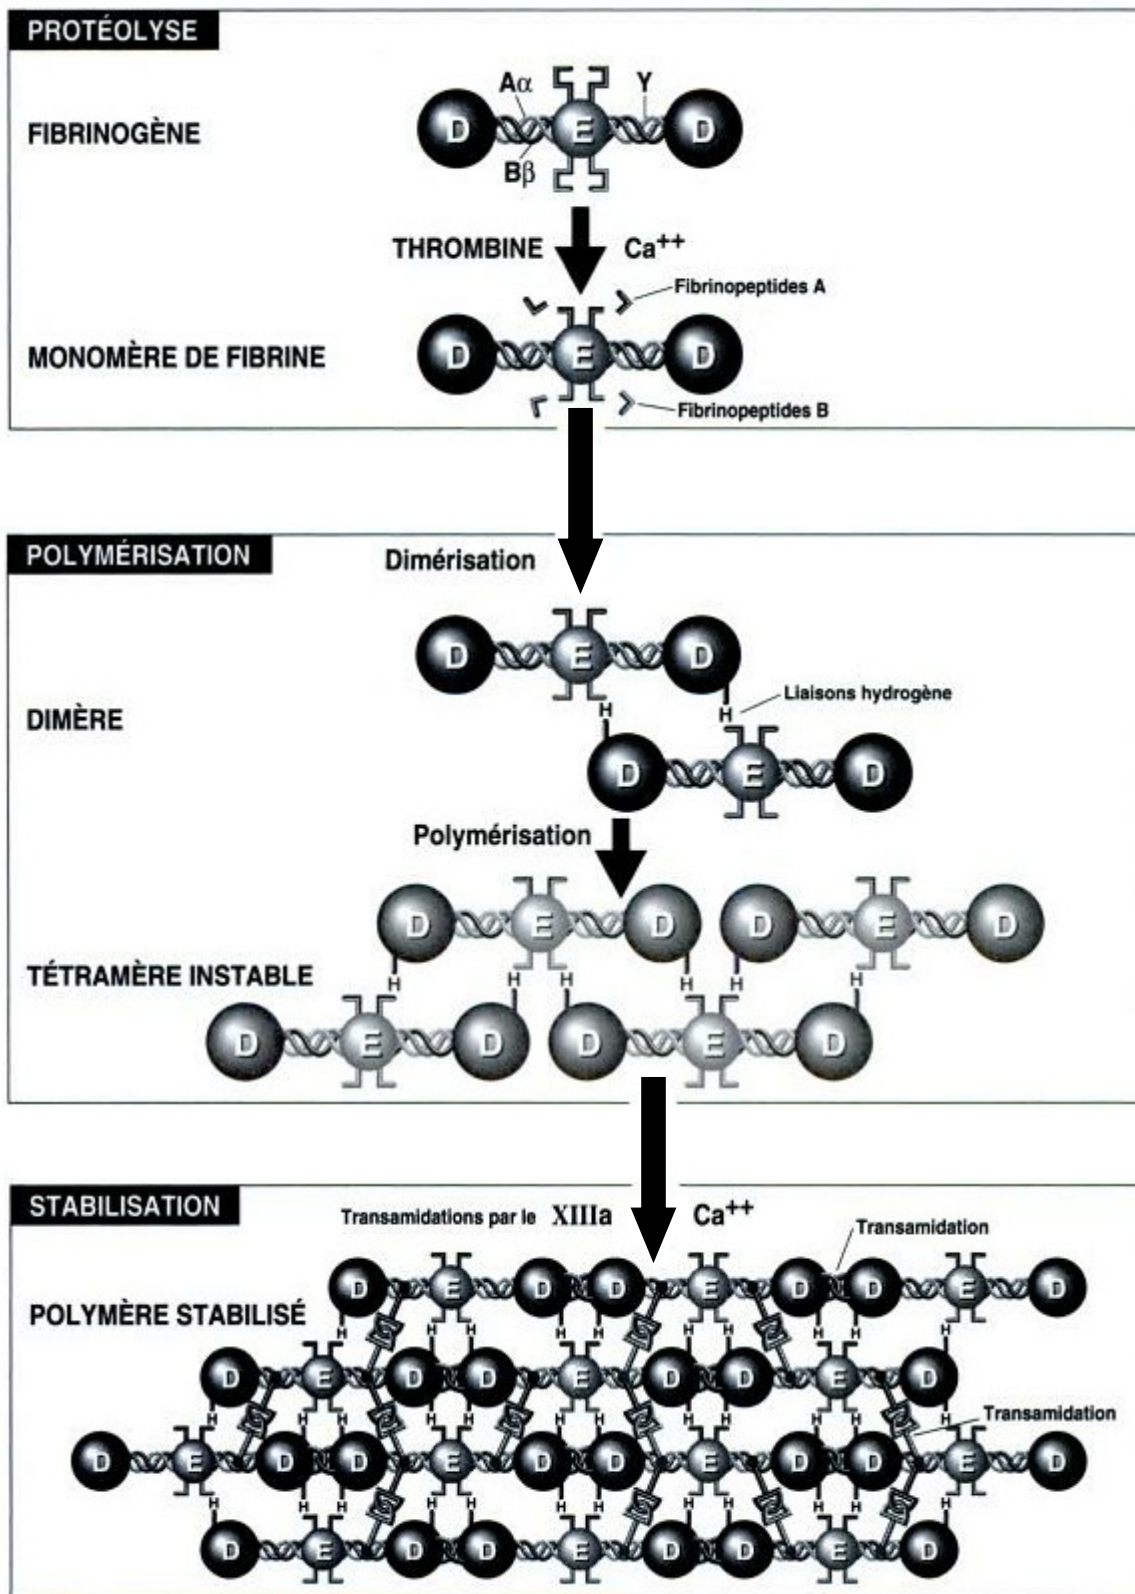 PROTÉOLYSE
Aα
Y
FIBRINOGÈNE
D E D
Bβ
THROMBINE Ca++
Fibrinopeptides A
MONOMÈRE DE FIBRINE
D E D
Fibrinopeptides B
POLYMÉRISATION
Dimérisation
D E D
Liaisons hydrogène
H H
DIMÈRE
D E D
Polymérisation
D E D D E D
TÉTRAMÈRE INSTABLE
H H H H H H
D E D D E D
STABILISATION
Transamidations par le XIIIa Ca++
Transamidation
D E D D E D D E D
POLYMÈRE STABILISÉ
H H H H H H H H H H
D E D D E D D E D
Transamidation
H H H H H H H H H H
D E D D E D D E D D E D
H H H H H H H H H H
D E D D E D D E D